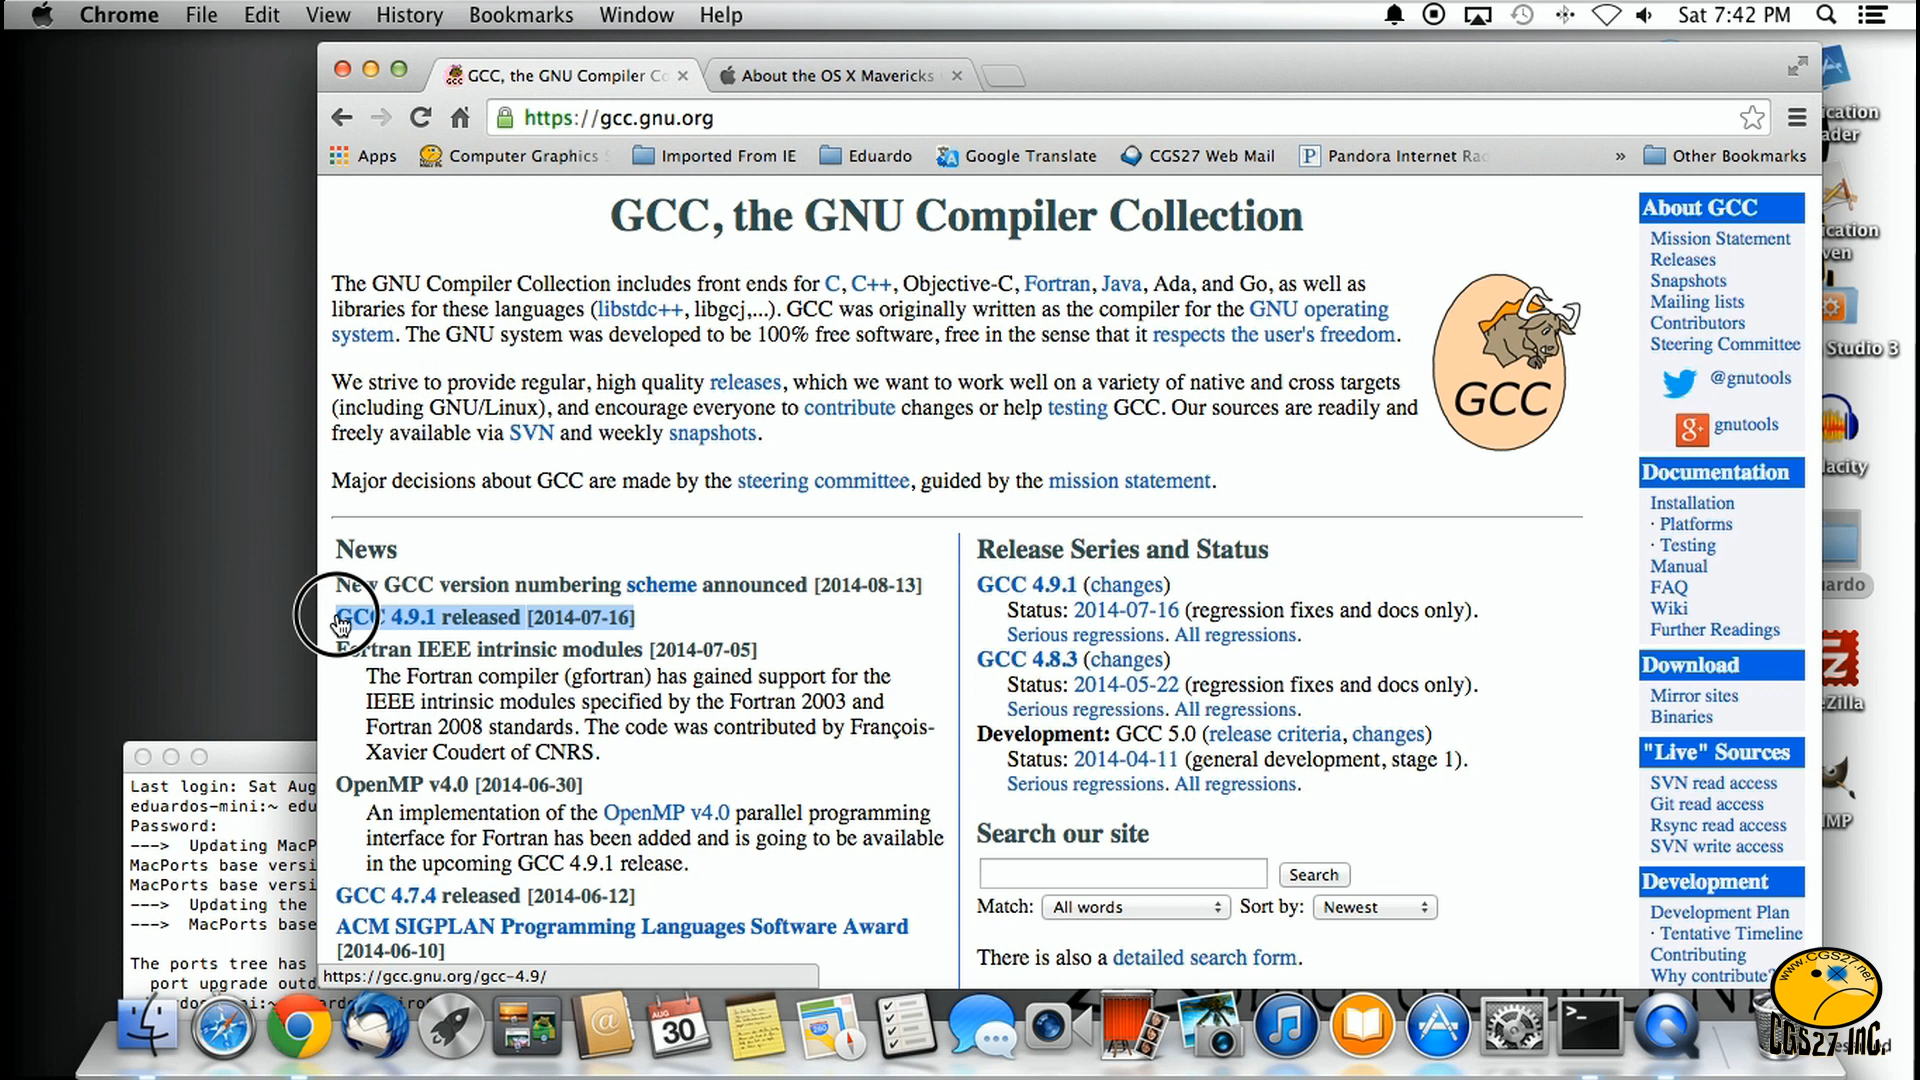 Chrome File Edit View History Bookmarks Window Help Sat 7:42 PM
GCC, the GNU Compiler Co
About the OS X Mavericks
https://gcc.gnu.org
Apps Computer Graphics Imported From IE Eduardo Google Translate CGS27 Web Mail Pandora Internet Ra » Other Bookmarks
GCC, the GNU Compiler Collection
The GNU Compiler Collection includes front ends for C, C++, Objective-C, Fortran, Java, Ada, and Go, as well as
libraries for these languages (libstdc++, libgcj,...). GCC was originally written as the compiler for the GNU operating
system. The GNU system was developed to be 100% free software, free in the sense that it respects the user's freedom.
We strive to provide regular, high quality releases, which we want to work well on a variety of native and cross targets
(including GNU/Linux), and encourage everyone to contribute changes or help testing GCC. Our sources are readily and
freely available via SVN and weekly snapshots.
Major decisions about GCC are made by the steering committee, guided by the mission statement.
GCC
News
New GCC version numbering scheme announced [2014-08-13]
GCC 4.9.1 released [2014-07-16]
Fortran IEEE intrinsic modules [2014-07-05]
The Fortran compiler (gfortran) has gained support for the
IEEE intrinsic modules specified by the Fortran 2003 and
Fortran 2008 standards. The code was contributed by François-
Xavier Coudert of CNRS.
OpenMP v4.0 [2014-06-30]
An implementation of the OpenMP v4.0 parallel programming
interface for Fortran has been added and is going to be available
in the upcoming GCC 4.9.1 release.
GCC 4.7.4 released [2014-06-12]
ACM SIGPLAN Programming Languages Software Award
[2014-06-10]
https://gcc.gnu.org/gcc-4.9/
Release Series and Status
GCC 4.9.1 (changes)
Status: 2014-07-16 (regression fixes and docs only).
Serious regressions. All regressions.
GCC 4.8.3 (changes)
Status: 2014-05-22 (regression fixes and docs only).
Serious regressions. All regressions.
Development: GCC 5.0 (release criteria, changes)
Status: 2014-04-11 (general development, stage 1).
Serious regressions. All regressions.
Search our site
Search
Match: All words Sort by: Newest
There is also a detailed search form.
About GCC
Mission Statement
Releases
Snapshots
Mailing lists
Contributors
Steering Committee
@gnutools
g+ gnutools
Documentation
Installation
· Platforms
· Testing
Manual
FAQ
Wiki
Further Readings
Download
Mirror sites
Binaries
"Live" Sources
SVN read access
Git read access
Rsync read access
SVN write access
Development
Development Plan
· Tentative Timeline
Contributing
Why contribute?
Last login: Sat Aug
eduardos-mini:~ edu
Password:
---> Updating MacP
MacPorts base versi
MacPorts base versi
---> Updating the
---> MacPorts base
The ports tree has
port upgrade outd
cation
ader
cation
ven
Studio 3
dacity
uardo
eZilla
IMP
AUG
30
www.CGS27.net
CGS27 INC.